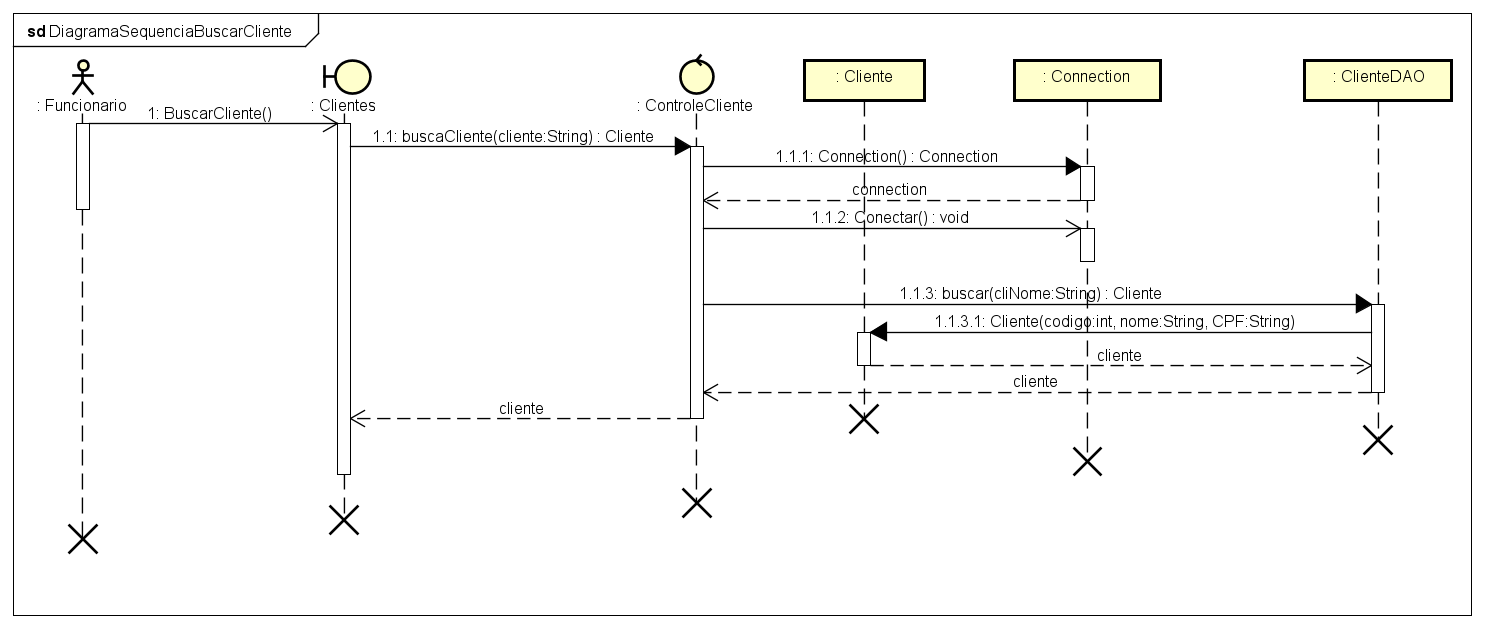 sd DiagramaSequenciaBuscarCliente
: Funcionario
: Clientes
: ControleCliente
: Cliente
: Connection
: ClienteDAO
1: BuscarCliente()
1.1: buscaCliente(cliente:String) : Cliente
1.1.1: Connection() : Connection
connection
1.1.2: Conectar() : void
1.1.3: buscar(cliNome:String) : Cliente
1.1.3.1: Cliente(codigo:int, nome:String, CPF:String)
cliente
cliente
cliente